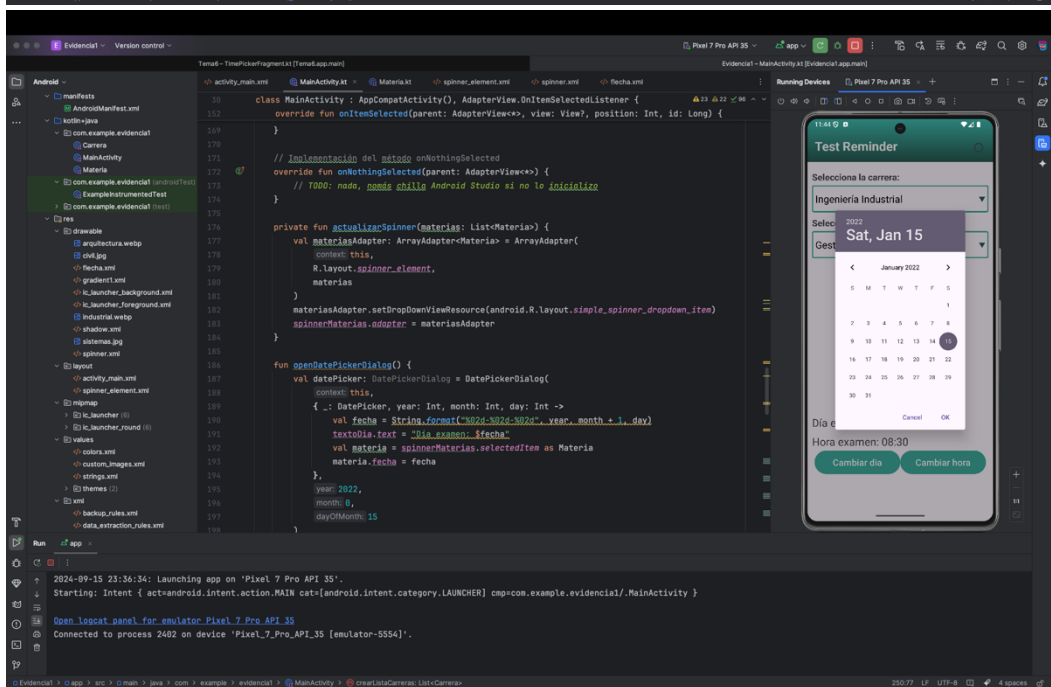 Evidencia1 Version control
Pixel 7 Pro API 35 app
Tema6 – TimePickerFragment.kt [Tema6.app.main]
Evidencia1 – MainActivity.kt [Evidencia1.app.main]
Android
manifests
AndroidManifest.xml
kotlin+java
com.example.evidencia1
Carrera
MainActivity
Materia
com.example.evidencia1 (androidTest)
ExampleInstrumentedTest
com.example.evidencia1 (test)
res
drawable
arquitectura.webp
civil.jpg
flecha.xml
gradient1.xml
ic_launcher_background.xml
ic_launcher_foreground.xml
industrial.webp
shadow.xml
sistemas.jpg
spinner.xml
layout
activity_main.xml
spinner_element.xml
mipmap
ic_launcher (6)
ic_launcher_round (6)
values
colors.xml
custom_images.xml
strings.xml
themes (2)
xml
backup_rules.xml
data_extraction_rules.xml
activity_main.xml MainActivity.kt Materia.kt spinner_element.xml spinner.xml flecha.xml
23 22 96
38 class MainActivity : AppCompatActivity(), AdapterView.OnItemSelectedListener {
152 override fun onItemSelected(parent: AdapterView<*>, view: View?, position: Int, id: Long) {
169 }
170
171 // Implementación del método onNothingSelected
172 override fun onNothingSelected(parent: AdapterView<*>) {
173 // TODO: nada, nomás chilla Android Studio si no lo inicializo
174 }
175
176 private fun actualizarSpinner(materias: List<Materia>) {
177 val materiasAdapter: ArrayAdapter<Materia> = ArrayAdapter(
178 context: this,
179 R.layout.spinner_element,
180 materias
181 )
182 materiasAdapter.setDropDownViewResource(android.R.layout.simple_spinner_dropdown_item)
183 spinnerMaterias.adapter = materiasAdapter
184 }
185
186 fun openDatePickerDialog() {
187 val datePicker: DatePickerDialog = DatePickerDialog(
188 context: this,
189 { _: DatePicker, year: Int, month: Int, day: Int ->
190 val fecha = String.format("%02d-%02d-%02d", year, month + 1, day)
191 textoDia.text = "Día examen: $fecha"
192 val materia = spinnerMaterias.selectedItem as Materia
193 materia.fecha = fecha
194 },
195 year: 2022,
196 month: 0,
197 dayOfMonth: 15
198 )
Running Devices Pixel 7 Pro API 35
11:44
Test Reminder
Selecciona la carrera:
Ingeniería Industrial
Selec
Gest
2022
Sat, Jan 15
January 2022
S M T W T F S
1
2 3 4 5 6 7 8
9 10 11 12 13 14 15
16 17 18 19 20 21 22
23 24 25 26 27 28 29
30 31
Cancel OK
Día e
Hora examen: 08:30
Cambiar dia Cambiar hora
1:1
Run app
2024-09-15 23:36:34: Launching app on 'Pixel 7 Pro API 35'.
Starting: Intent { act=android.intent.action.MAIN cat=[android.intent.category.LAUNCHER] cmp=com.example.evidencia1/.MainActivity }
Open logcat panel for emulator Pixel 7 Pro API 35
Connected to process 2402 on device 'Pixel_7_Pro_API_35 [emulator-5554]'.
Evidencia1 > app > src > main > java > com > example > evidencia1 > MainActivity > crearListaCarreras: List<Carrera>
250:77 LF UTF-8 4 spaces